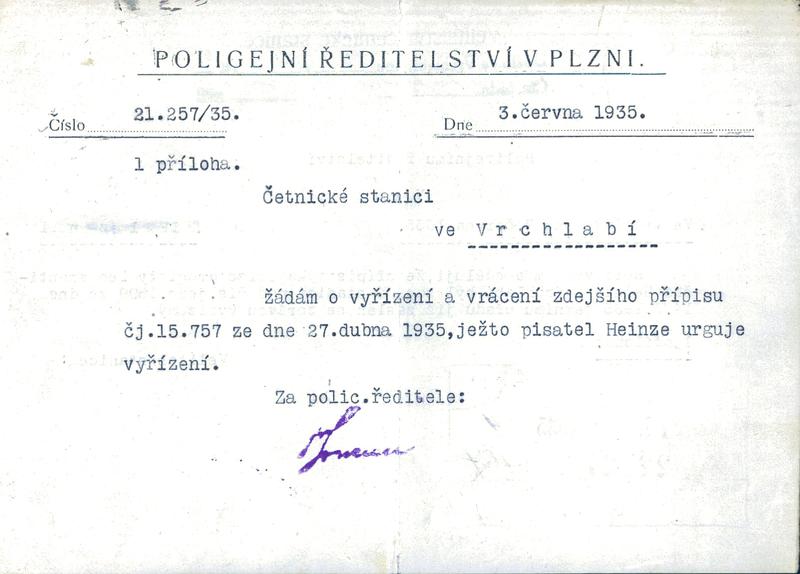 POLICEJNÍ ŘEDITELSTVÍ V PLZNI.
Číslo 21.257/35. Dne 3.června 1935.
1 příloha.
Četnické stanici
ve Vrchlabí
žádám o vyřízení a vrácení zdejšího přípisu
čj.15.757 ze dne 27.dubna 1935,ježto pisatel Heinze urguje
vyřízení.
Za polic.ředitele: